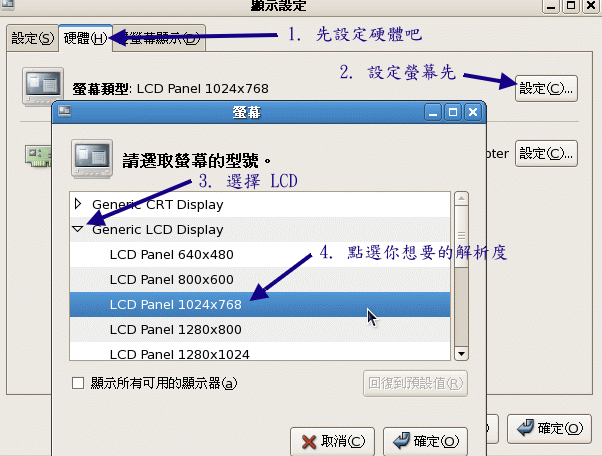 顯示設定
設定(S)
硬體(H)
螢幕顯示(D)
1. 先設定硬體吧
2. 設定螢幕先
螢幕類型: LCD Panel 1024x768
設定(C)...
設定(C)...
螢幕
請選取螢幕的型號。
3. 選擇 LCD
Generic CRT Display
Generic LCD Display
LCD Panel 640x480
4. 點選你想要的解析度
LCD Panel 800x600
LCD Panel 1024x768
LCD Panel 1280x800
LCD Panel 1280x1024
顯示所有可用的顯示器(a)
回復到預設值(R)
取消(C)
確定(O)
確定(O)